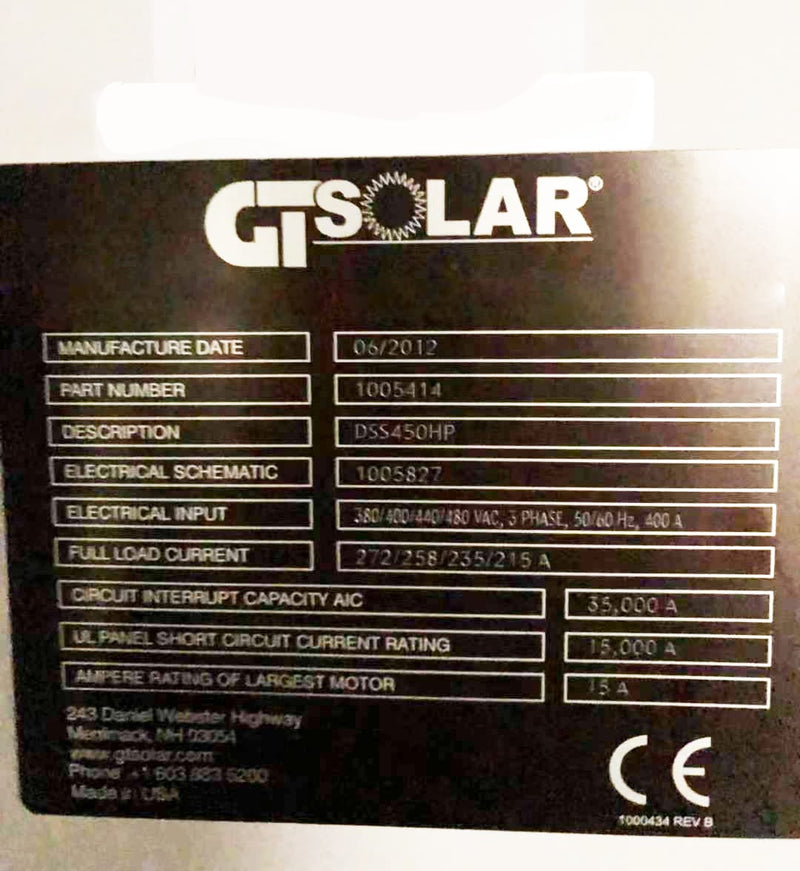 GT SOLAR®
MANUFACTURE DATE 06/2012
PART NUMBER 1005414
DESCRIPTION DSS450HP
ELECTRICAL SCHEMATIC 1005827
ELECTRICAL INPUT 380/400/440/480 VAC, 3 PHASE, 50/60 Hz, 400 A
FULL LOAD CURRENT 272/258/235/215 A
CIRCUIT INTERRUPT CAPACITY AIC 35,000 A
UL PANEL SHORT CIRCUIT CURRENT RATING 15,000 A
AMPERE RATING OF LARGEST MOTOR 15 A
243 Daniel Webster Highway
Merrimack, NH 03054
www.gtsolar.com
Phone +1 603 883 5200
Made in USA
CE
1000434 REV B